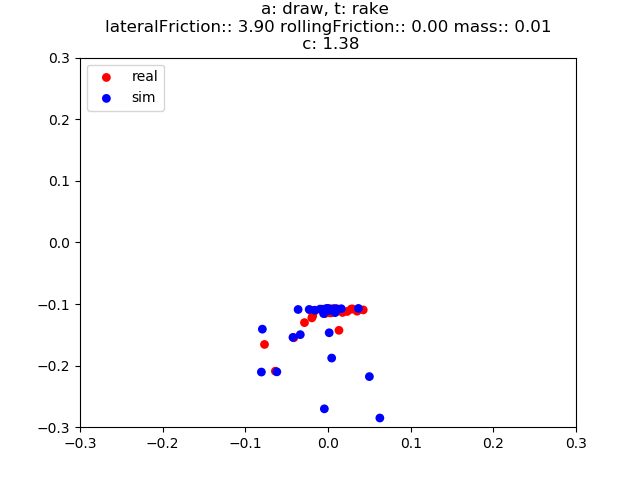 a: draw, t: rake
lateralFriction:: 3.90 rollingFriction:: 0.00 mass:: 0.01
c: 1.38
real
sim
0.3
0.2
0.1
0.0
−0.1
−0.2
−0.3
−0.3
−0.2
−0.1
0.0
0.1
0.2
0.3